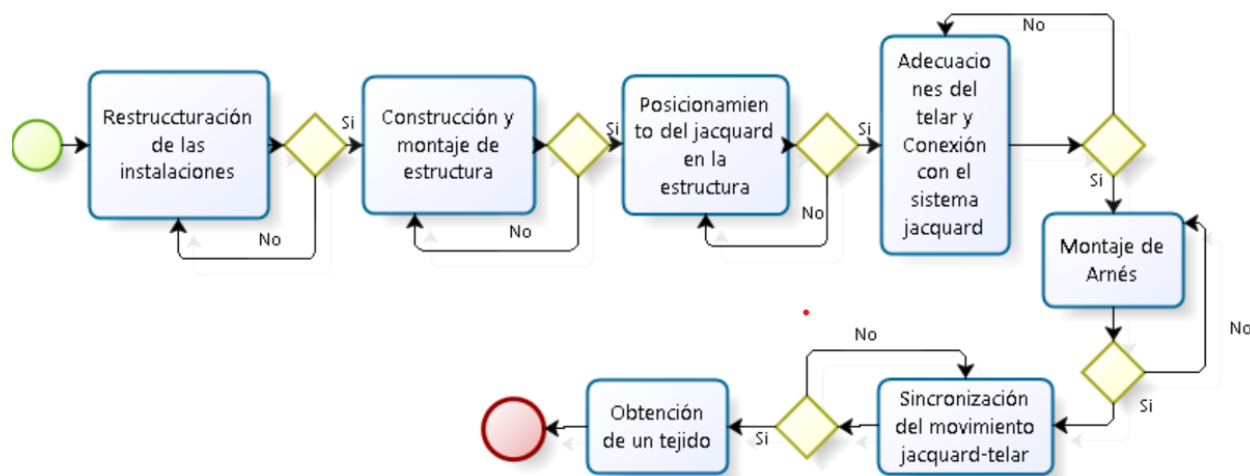 Restruccturación
de las
instalaciones
Si
No
Construcción y
montaje de
estructura
Si
No
Posicionamien
to del jacquard
en la
estructura
Si
No
Adecuacio
nes del
telar y
Conexión
con el
sistema
jacquard
No
Si
Montaje de
Arnés
No
Si
Sincronización
del movimiento
jacquard-telar
No
Si
Obtención
de un tejido